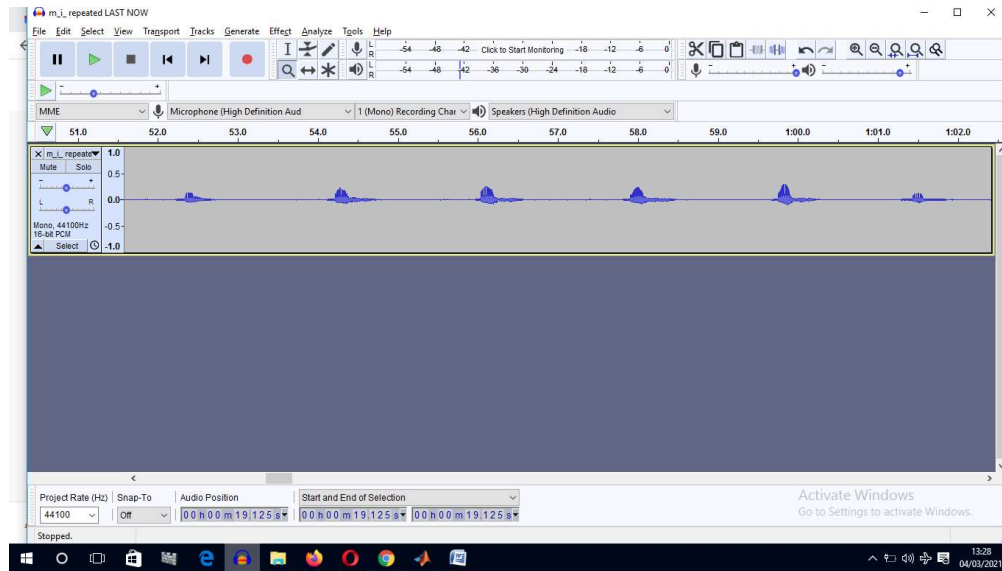 m_i_ repeated LAST NOW
File Edit Select View Transport Tracks Generate Effect Analyze Tools Help
L R -54 -48 -42 Click to Start Monitoring -18 -12 -6 0
L R -54 -48 -42 -36 -30 -24 -18 -12 -6 0
MME Microphone (High Definition Aud 1 (Mono) Recording Char Speakers (High Definition Audio
51.0 52.0 53.0 54.0 55.0 56.0 57.0 58.0 59.0 1:00.0 1:01.0 1:02.0
m_i_ repeate 1.0
Mute Solo 0.5
- +
L R 0.0
Mono, 44100Hz -0.5
16-bit PCM
Select -1.0
Project Rate (Hz) Snap-To Audio Position Start and End of Selection
44100 Off 00 h 00 m 19.125 s 00 h 00 m 19.125 s 00 h 00 m 19.125 s
Stopped.
Activate Windows
Go to Settings to activate Windows.
13:28
04/03/2021